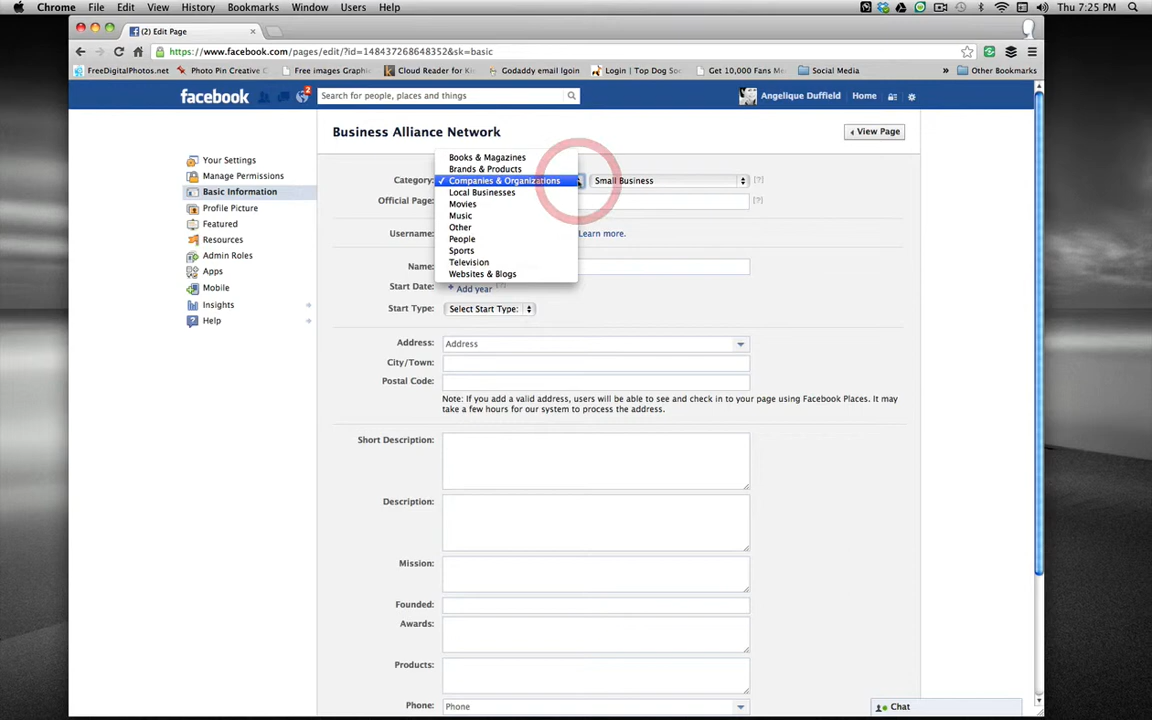 Chrome File Edit View History Bookmarks Window Users Help Thu 7:25 PM
(2) Edit Page
https://www.facebook.com/pages/edit/?id=148437268648352&sk=basic
FreeDigitalPhotos.net Photo Pin Creative C Free images Graphi Cloud Reader for Ki Godaddy email lgoin Login | Top Dog So Get 10,000 Fans M Social Media » Other Bookmarks
facebook 2 Search for people, places and things Angelique Duffield Home
Business Alliance Network View Page
Your Settings
Manage Permissions
Basic Information
Profile Picture
Featured
Resources
Admin Roles
Apps
Mobile
Insights
Help
Category: Small Business [?]
Books & Magazines
Brands & Products
✓ Companies & Organizations
Local Businesses
Movies
Music
Other
People
Sports
Television
Websites & Blogs
Official Page: [?]
Username: Learn more.
Name:
Start Date: + Add year [?]
Start Type: Select Start Type:
Address: Address
City/Town:
Postal Code:
Note: If you add a valid address, users will be able to see and check in to your page using Facebook Places. It may
take a few hours for our system to process the address.
Short Description:
Description:
Mission:
Founded:
Awards:
Products:
Phone: Phone
Chat